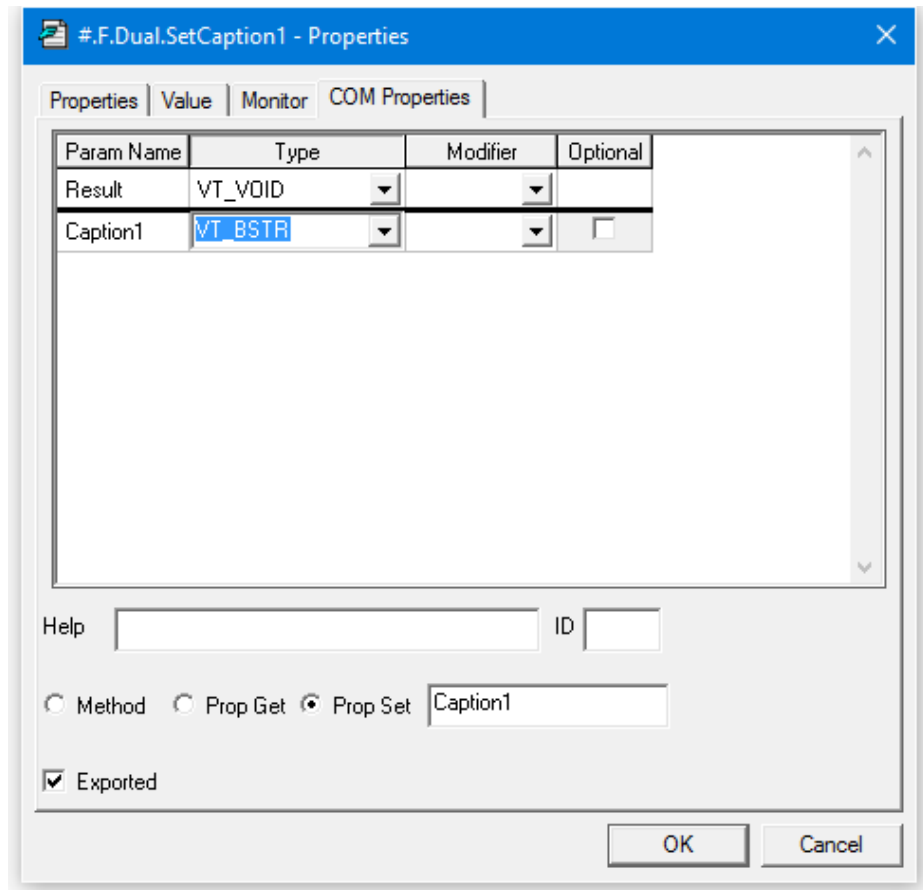 #.F.Dual.SetCaption1 - Properties
Properties Value Monitor COM Properties
Param Name Type Modifier Optional
Result VT_VOID
Caption1 VT_BSTR
Help ID
Method Prop Get Prop Set Caption1
Exported
OK Cancel